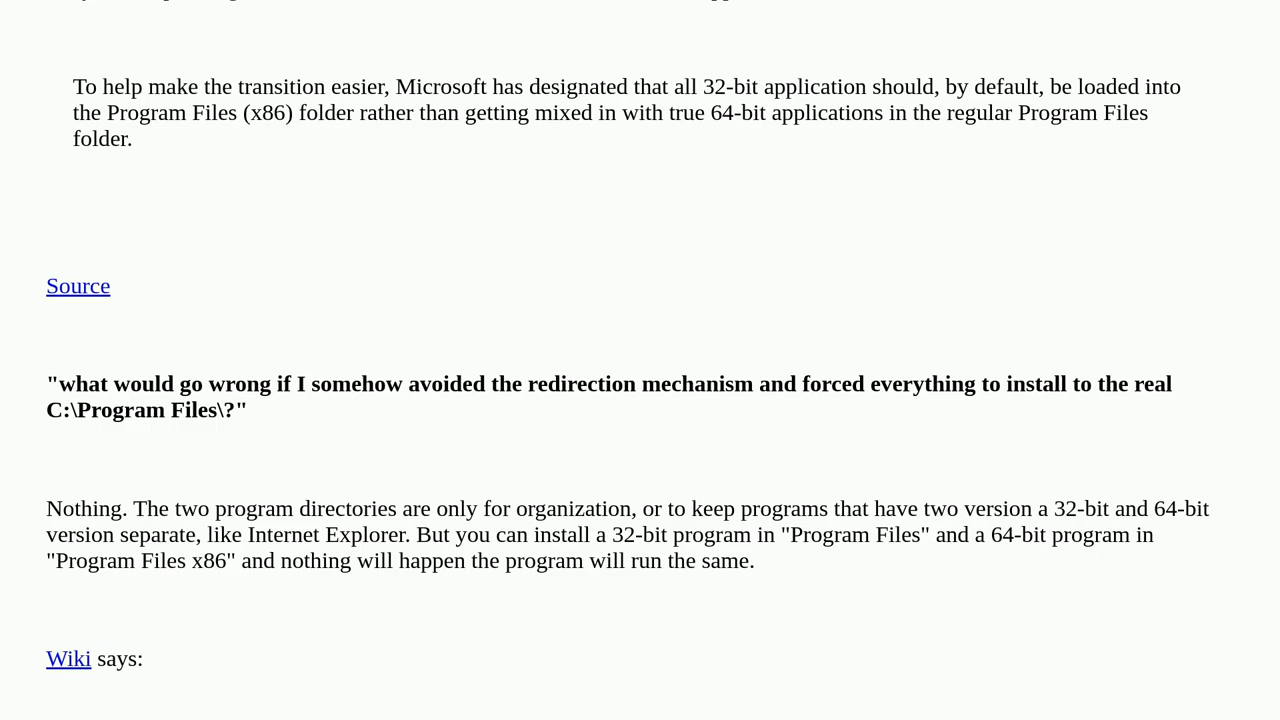 To help make the transition easier, Microsoft has designated that all 32-bit application should, by default, be loaded into
the Program Files (x86) folder rather than getting mixed in with true 64-bit applications in the regular Program Files
folder.
Source
"what would go wrong if I somehow avoided the redirection mechanism and forced everything to install to the real
C:\Program Files\?"
Nothing. The two program directories are only for organization, or to keep programs that have two version a 32-bit and 64-bit
version separate, like Internet Explorer. But you can install a 32-bit program in "Program Files" and a 64-bit program in
"Program Files x86" and nothing will happen the program will run the same.
Wiki says: